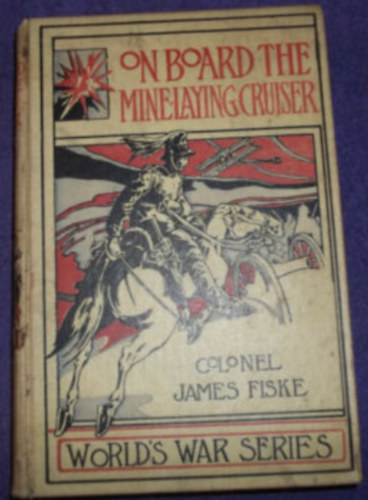 ON BOARD THE
MINELAYING CRUISER
COLONEL
JAMES FISKE
WORLD'S WAR SERIES